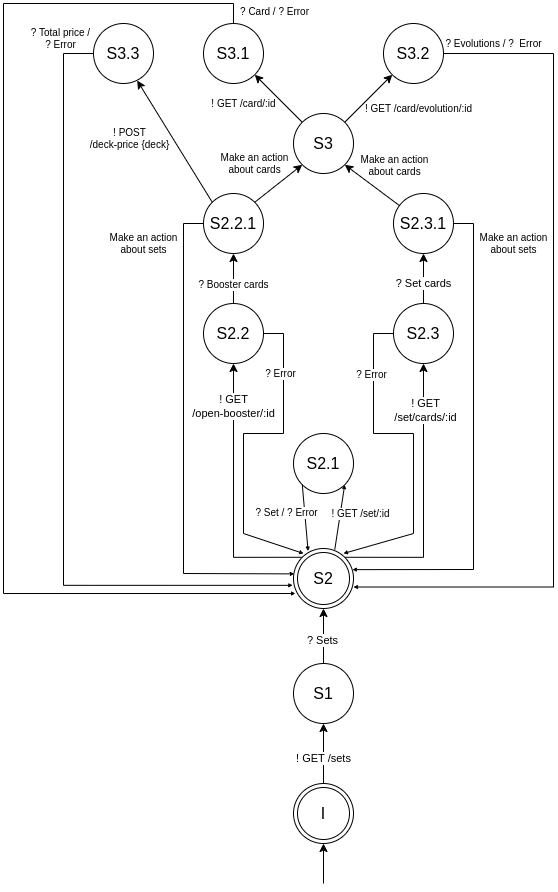 ? Card / ? Error
? Total price /
? Error
S3.3
S3.1
S3.2
? Evolutions / ?  Error
! GET /card/:id
! GET /card/evolution/:id
! POST
/deck-price {deck}
S3
Make an action
about cards
Make an action
about cards
S2.2.1
S2.3.1
Make an action
about sets
Make an action
about sets
? Booster cards
? Set cards
S2.2
S2.3
? Error
? Error
! GET
/open-booster/:id
! GET
/set/cards/:id
S2.1
? Set / ? Error
! GET /set/:id
S2
? Sets
S1
! GET /sets
I